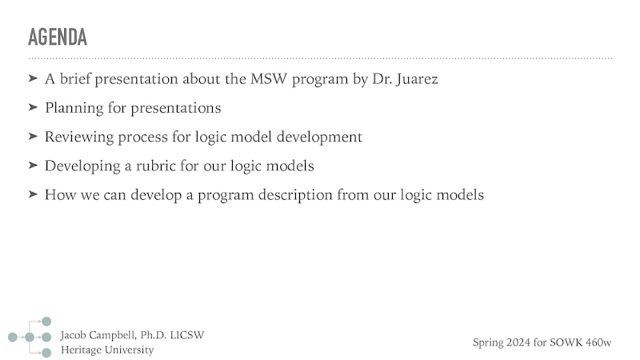 AGENDA
➤ A brief presentation about the MSW program by Dr. Juarez
➤ Planning for presentations
➤ Reviewing process for logic model development
➤ Developing a rubric for our logic models
➤ How we can develop a program description from our logic models
Jacob Campbell, Ph.D. LICSW
Heritage University
Spring 2024 for SOWK 460w